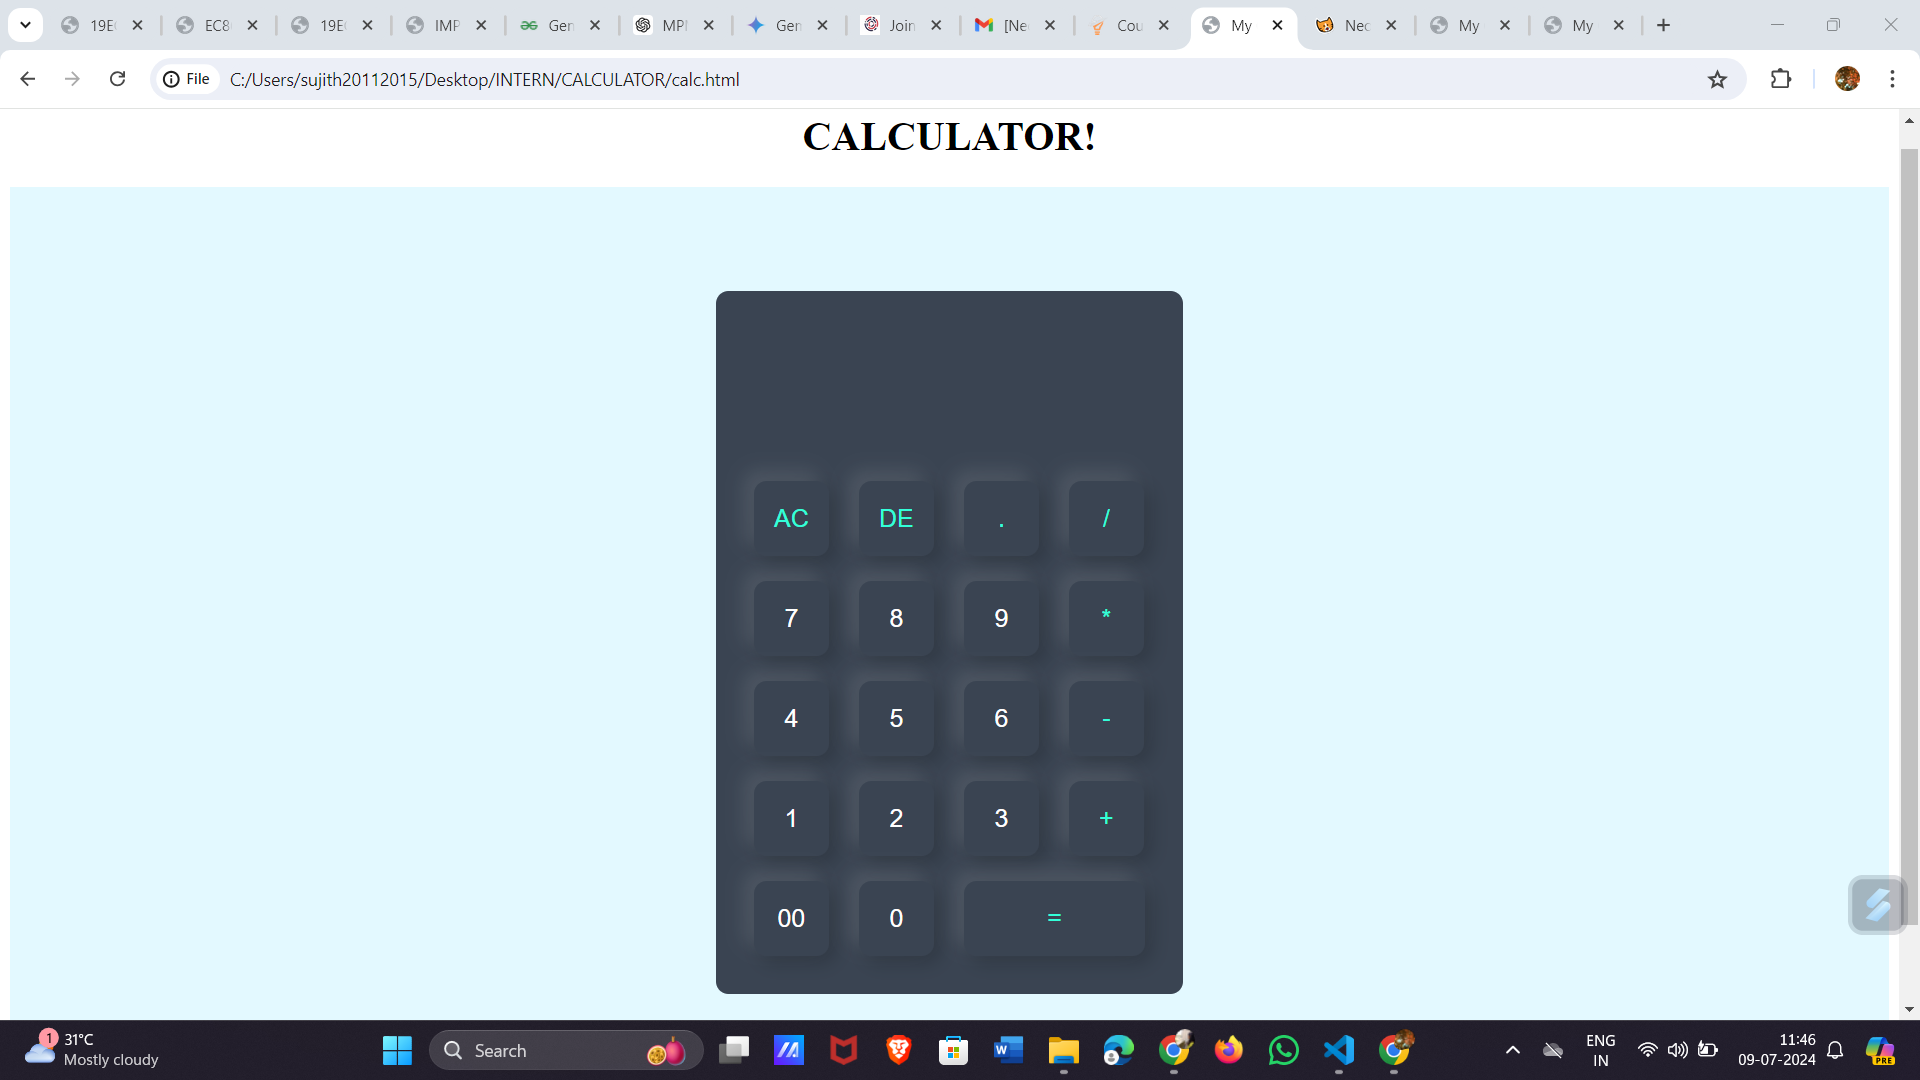 19E
EC8
19E
IMP
Gen
MPI
Gen
Join
[Ne
Cou
My
Nec
My
My
File
C:/Users/sujith20112015/Desktop/INTERN/CALCULATOR/calc.html
CALCULATOR!
AC DE . /
7 8 9 *
4 5 6 -
1 2 3 +
00 0 =
1
31°C
Mostly cloudy
Search
ENG
IN
11:46
09-07-2024
PRE